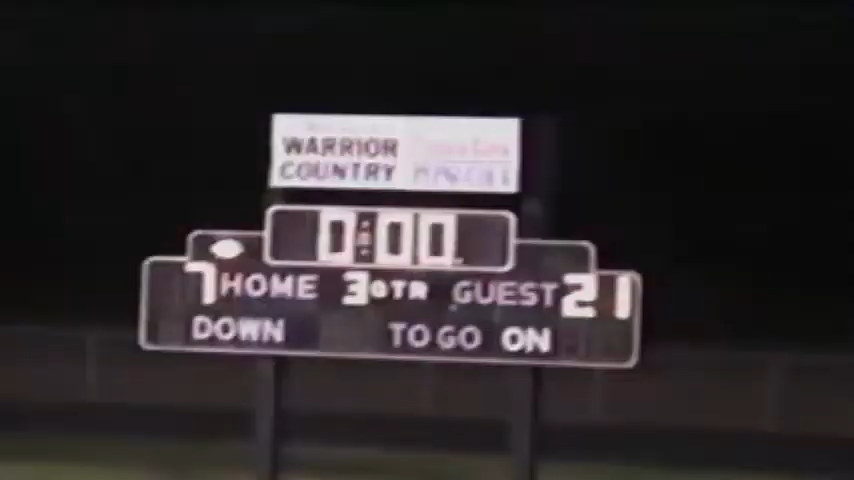 WARRIOR
COUNTRY
0:00
7 HOME 3 QTR GUEST 21
DOWN TO GO ON